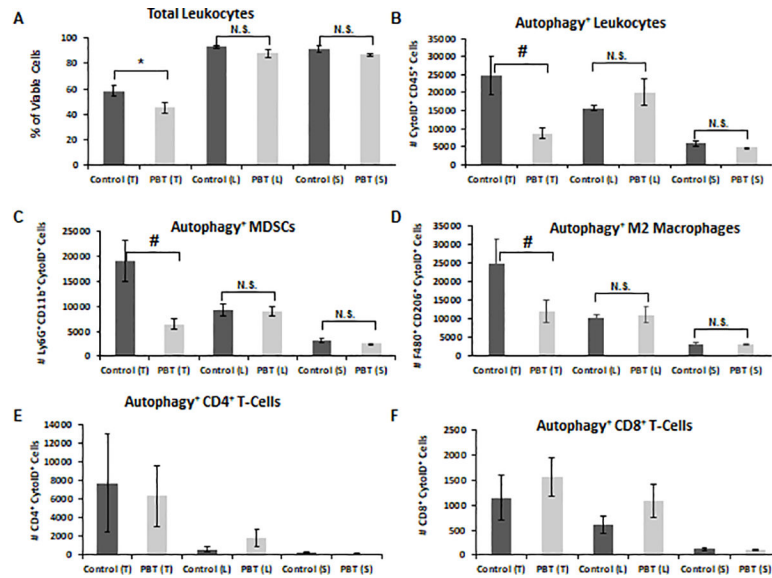 A
Total Leukocytes
% of Viable Cells
100
80
60
40
20
0
*
N.S.
N.S.
Control (T) PBT (T) Control (L) PBT (L) Control (S) PBT (S)
B
Autophagy⁺ Leukocytes
# CytoID⁺ CD45⁺ Cells
35000
30000
25000
20000
15000
10000
5000
0
#
N.S.
N.S.
Control (T) PBT (T) Control (L) PBT (L) Control (S) PBT (S)
C
Autophagy⁺ MDSCs
# Ly6G⁺CD11b⁺CytoID⁺ Cells
25000
20000
15000
10000
5000
0
#
N.S.
N.S.
Control (T) PBT (T) Control (L) PBT (L) Control (S) PBT (S)
D
Autophagy⁺ M2 Macrophages
# F480⁺ CD206⁺ CytoID⁺ Cells
35000
30000
25000
20000
15000
10000
5000
0
#
N.S.
N.S.
Control (T) PBT (T) Control (L) PBT (L) Control (S) PBT (S)
E
Autophagy⁺ CD4⁺ T-Cells
# CD4⁺ CytoID⁺ Cells
14000
12000
10000
8000
6000
4000
2000
0
Control (T) PBT (T) Control (L) PBT (L) Control (S) PBT (S)
F
Autophagy⁺ CD8⁺ T-Cells
# CD8⁺ CytoID⁺ Cells
2500
2000
1500
1000
500
0
Control (T) PBT (T) Control (L) PBT (L) Control (S) PBT (S)